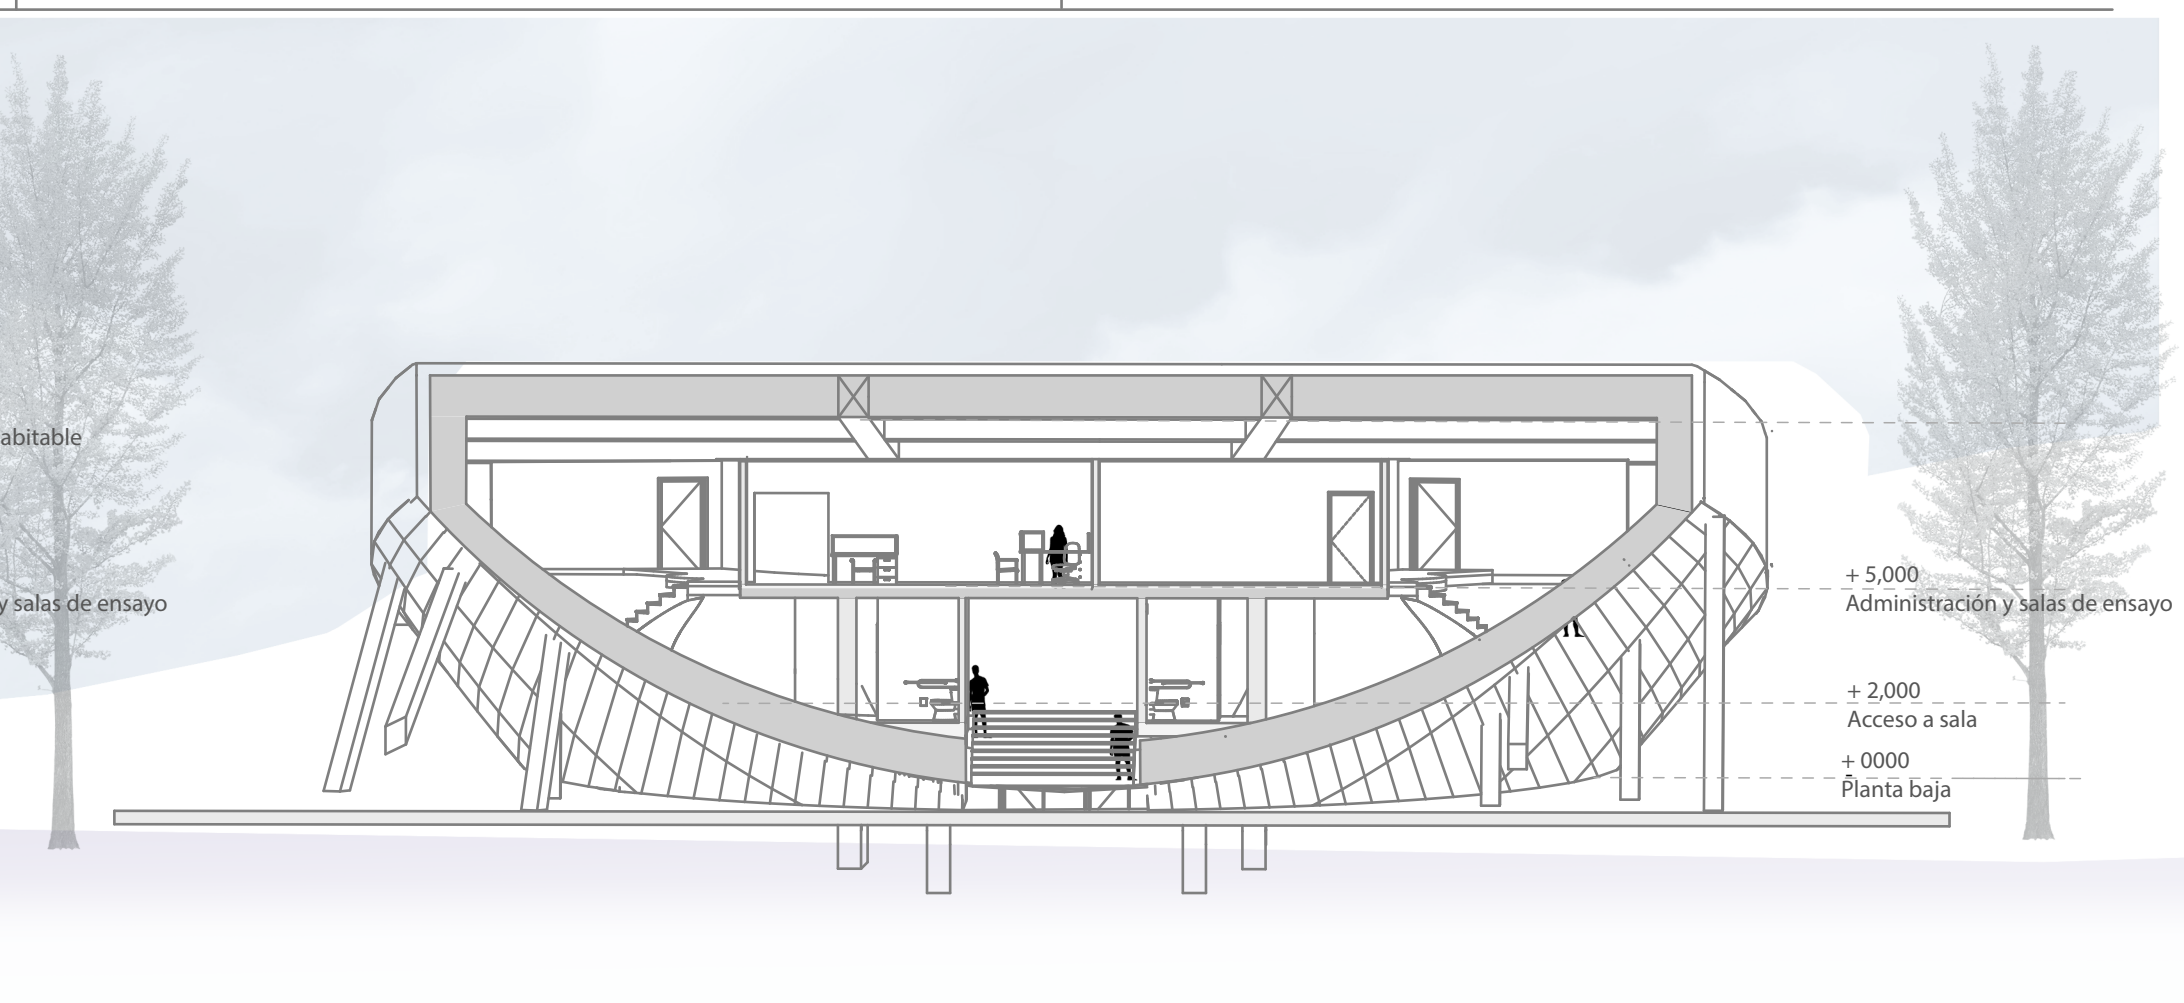 abitable
y salas de ensayo
+ 5,000
Administración y salas de ensayo
+ 2,000
Acceso a sala
+ 0000
Planta baja